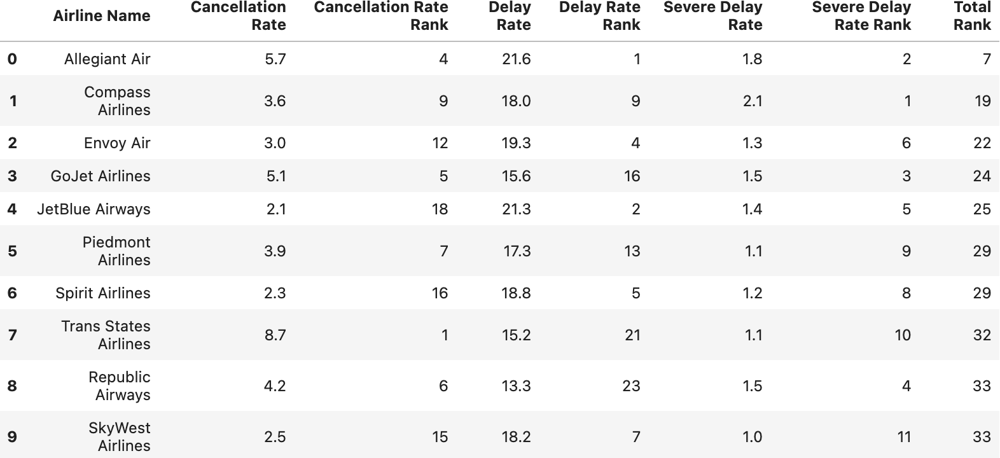 Airline Name Cancellation Rate Cancellation Rate Rank Delay Rate Delay Rate Rank Severe Delay Rate Severe Delay Rate Rank Total Rank
0 Allegiant Air 5.7 4 21.6 1 1.8 2 7
1 Compass Airlines 3.6 9 18.0 9 2.1 1 19
2 Envoy Air 3.0 12 19.3 4 1.3 6 22
3 GoJet Airlines 5.1 5 15.6 16 1.5 3 24
4 JetBlue Airways 2.1 18 21.3 2 1.4 5 25
5 Piedmont Airlines 3.9 7 17.3 13 1.1 9 29
6 Spirit Airlines 2.3 16 18.8 5 1.2 8 29
7 Trans States Airlines 8.7 1 15.2 21 1.1 10 32
8 Republic Airways 4.2 6 13.3 23 1.5 4 33
9 SkyWest Airlines 2.5 15 18.2 7 1.0 11 33